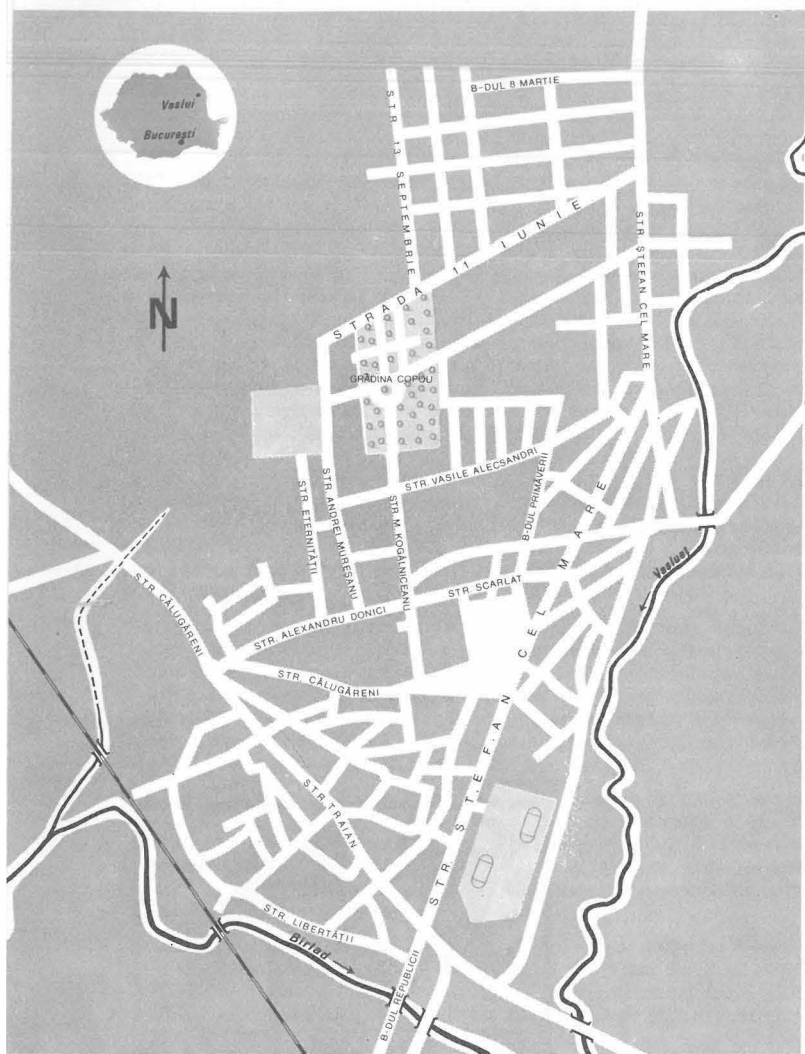 Vaslui
București
N
B-DUL 8 MARTIE
STR. 13 SEPTEMBRIE
STRADA 11 IUNIE
STR. ȘTEFAN CEL MARE
GRĂDINA COPOU
STR. VASILE ALECSANDRI
B-DUL PRIMĂVERII
STR. ETERNITĂȚII
STR. ANDREI MUREȘANU
STR. M. KOGĂLNICEANU
STR. CĂLUGĂRENI
STR. SCARLAT
STR. ALEXANDRU DONICI
STR. CĂLUGĂRENI
Vaslueț
STR. ȘTEFAN CEL MARE
STR. TRAIAN
STR. LIBERTĂȚII
Bîrlad
B-DUL REPUBLICII